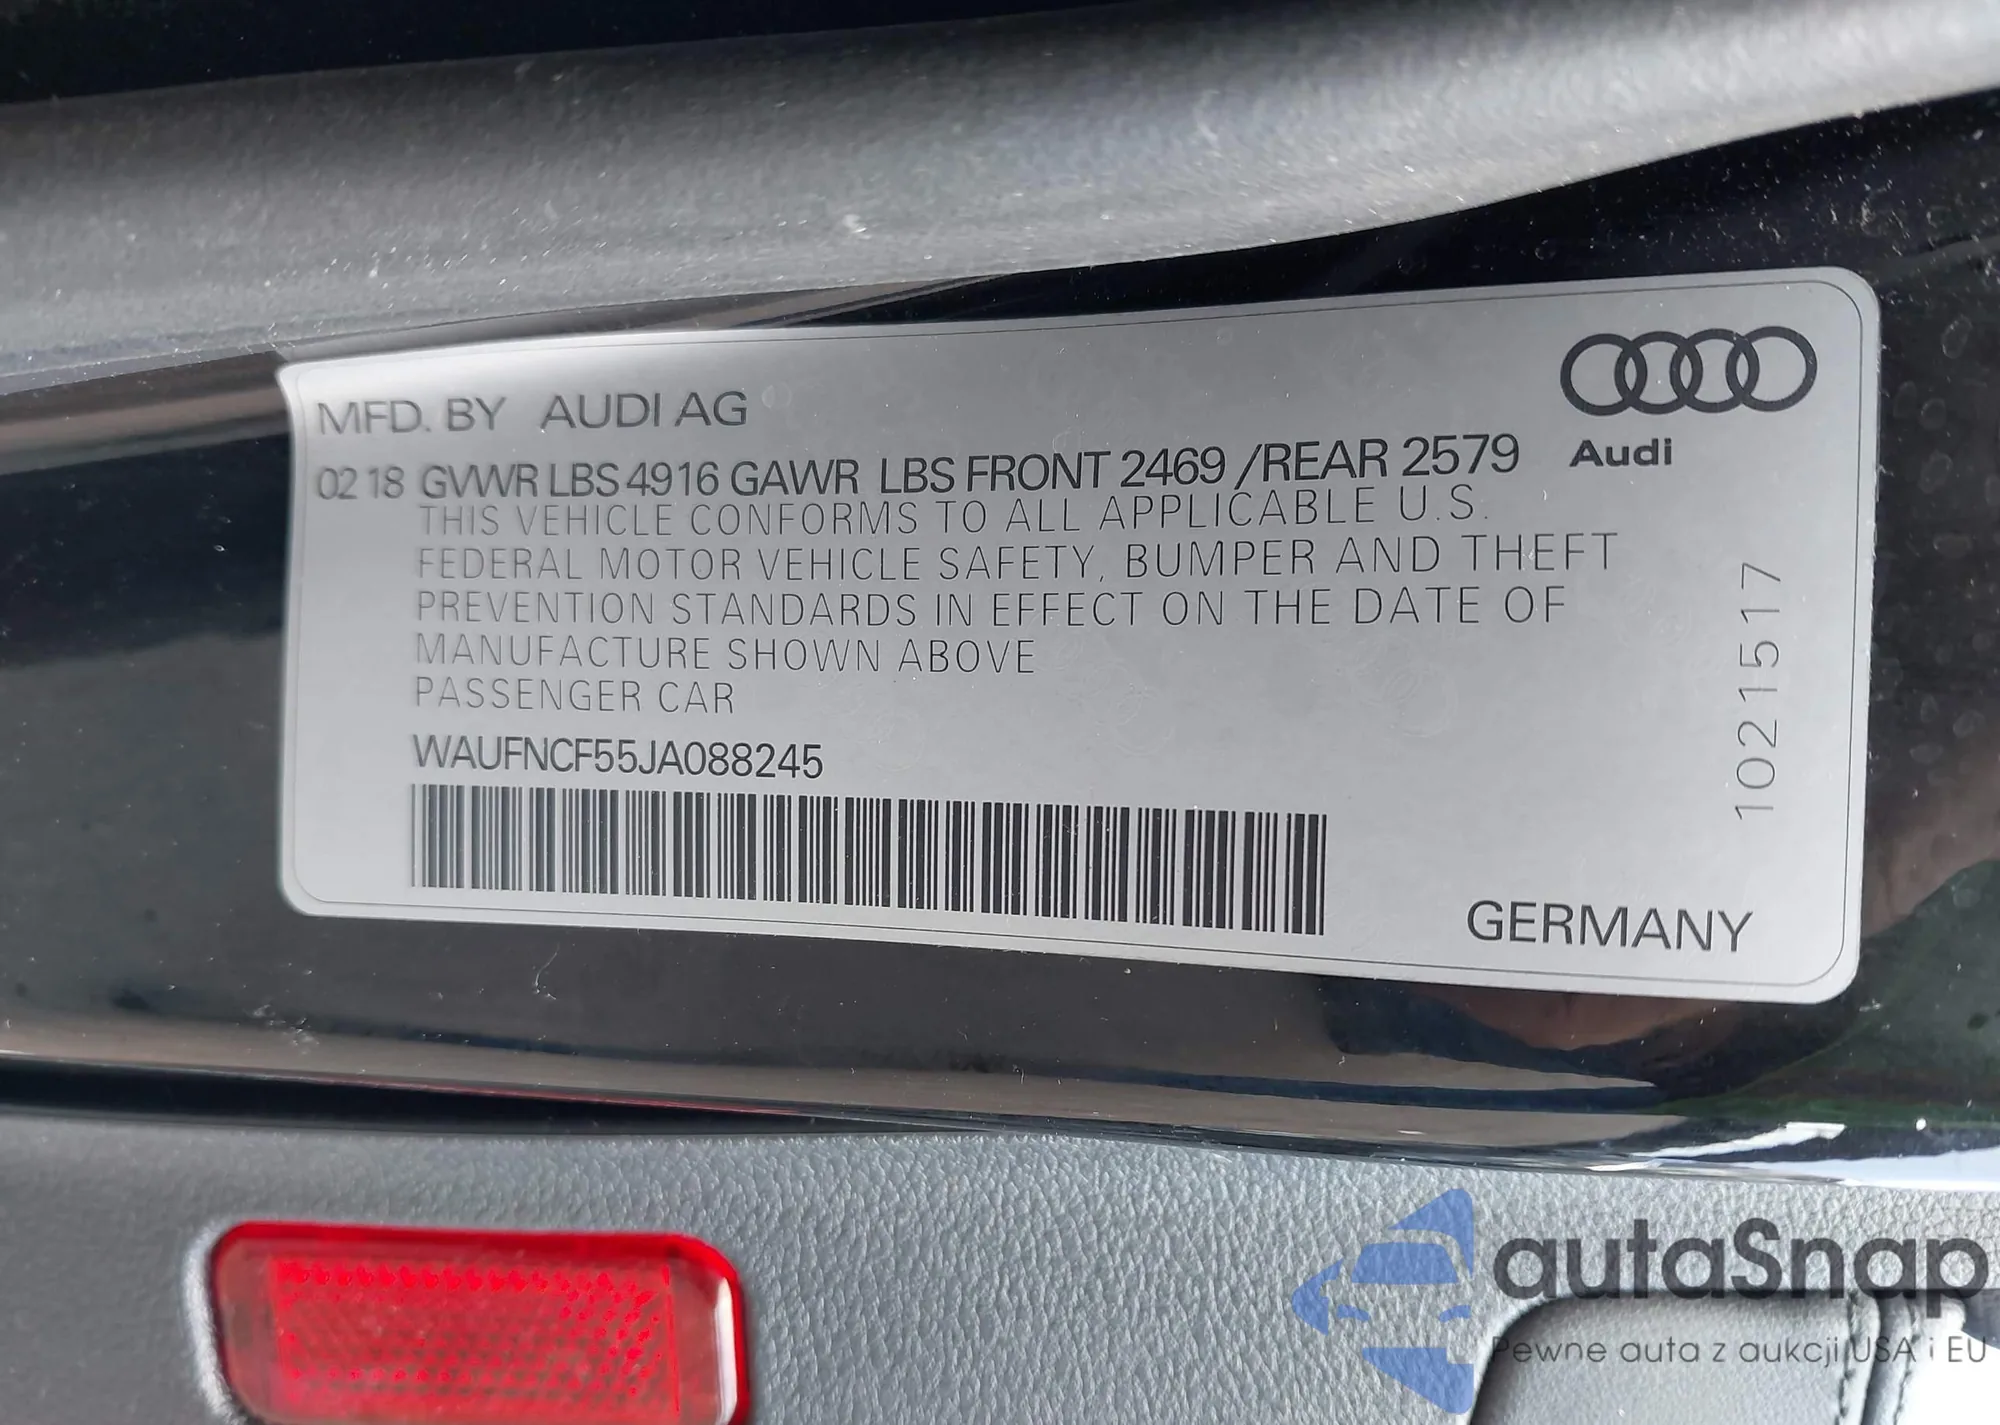 MFD. BY AUDI AG
Audi
02 18 GVWR LBS 4916 GAWR LBS FRONT 2469 /REAR 2579
THIS VEHICLE CONFORMS TO ALL APPLICABLE U.S.
FEDERAL MOTOR VEHICLE SAFETY, BUMPER AND THEFT
PREVENTION STANDARDS IN EFFECT ON THE DATE OF
MANUFACTURE SHOWN ABOVE
PASSENGER CAR
WAUFNCF55JA088245
1021517
GERMANY
autaSnap
Pewne auta z aukcji USA i EU